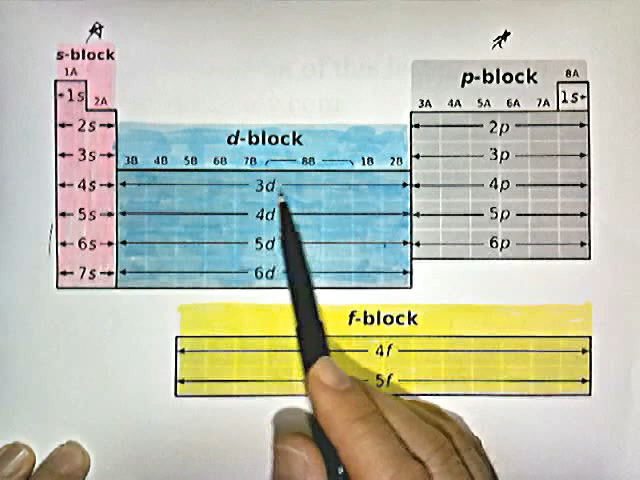 s-block
1A
1s
2A
2s
3s
4s
5s
6s
7s
d-block
3B 4B 5B 6B 7B 8B 1B 2B
3d
4d
5d
6d
p-block
8A
3A 4A 5A 6A 7A 1s
2p
3p
4p
5p
6p
f-block
4f
5f